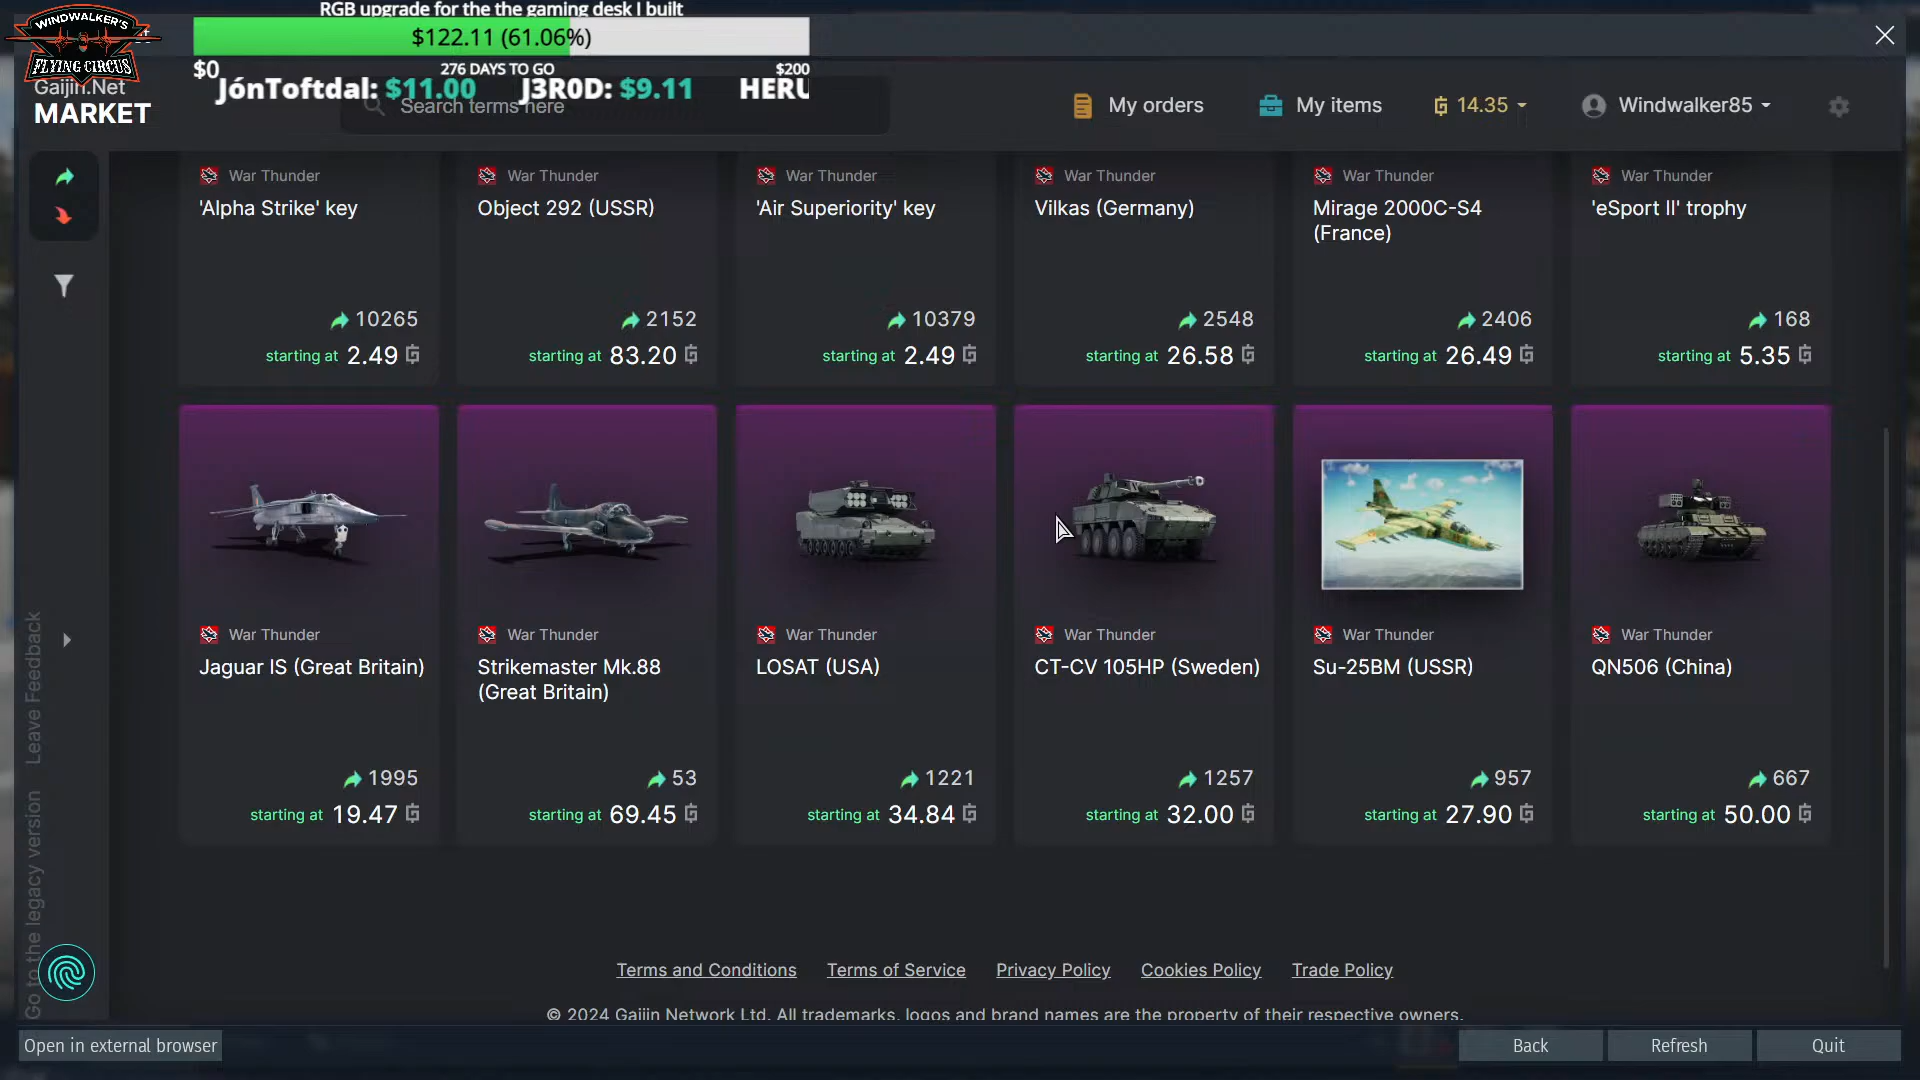 RGB upgrade for the the gaming desk I built
WINDWALKER'S
FLYING CIRCUS
$122.11 (61.06%)
$0
276 DAYS TO GO
$200
JónToftdal: $11.00 J3R0D: $9.11 HERU
Gaijin.Net
MARKET
Search terms here
My orders
My items
14.35
Windwalker85
War Thunder
'Alpha Strike' key
10265
starting at 2.49
War Thunder
Object 292 (USSR)
2152
starting at 83.20
War Thunder
'Air Superiority' key
10379
starting at 2.49
War Thunder
Vilkas (Germany)
2548
starting at 26.58
War Thunder
Mirage 2000C-S4
(France)
2406
starting at 26.49
War Thunder
'eSport II' trophy
168
starting at 5.35
War Thunder
Jaguar IS (Great Britain)
1995
starting at 19.47
War Thunder
Strikemaster Mk.88
(Great Britain)
53
starting at 69.45
War Thunder
LOSAT (USA)
1221
starting at 34.84
War Thunder
CT-CV 105HP (Sweden)
1257
starting at 32.00
War Thunder
Su-25BM (USSR)
957
starting at 27.90
War Thunder
QN506 (China)
667
starting at 50.00
Leave Feedback
Go to the legacy version
Terms and Conditions
Terms of Service
Privacy Policy
Cookies Policy
Trade Policy
© 2024 Gaijin Network Ltd. All trademarks, logos and brand names are the property of their respective owners.
Open in external browser
Back
Refresh
Quit